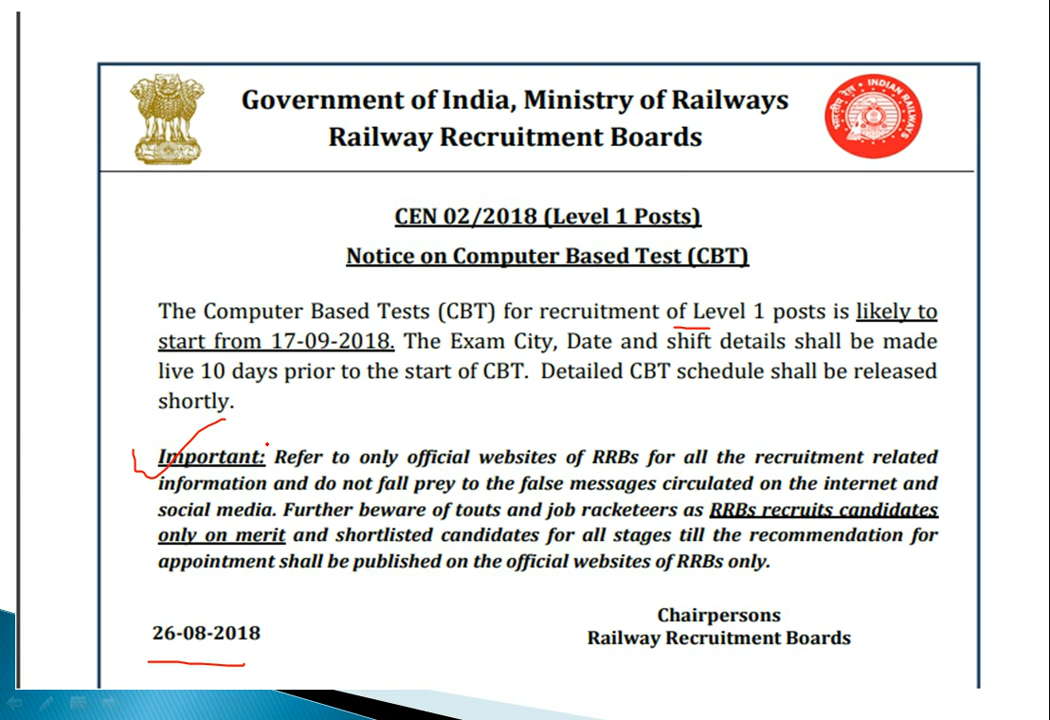 Government of India, Ministry of Railways
Railway Recruitment Boards
भारतीय रेल • INDIAN RAILWAYS
CEN 02/2018 (Level 1 Posts)
Notice on Computer Based Test (CBT)
The Computer Based Tests (CBT) for recruitment of Level 1 posts is likely to
start from 17-09-2018. The Exam City, Date and shift details shall be made
live 10 days prior to the start of CBT. Detailed CBT schedule shall be released
shortly.
Important: Refer to only official websites of RRBs for all the recruitment related
information and do not fall prey to the false messages circulated on the internet and
social media. Further beware of touts and job racketeers as RRBs recruits candidates
only on merit and shortlisted candidates for all stages till the recommendation for
appointment shall be published on the official websites of RRBs only.
26-08-2018
Chairpersons
Railway Recruitment Boards